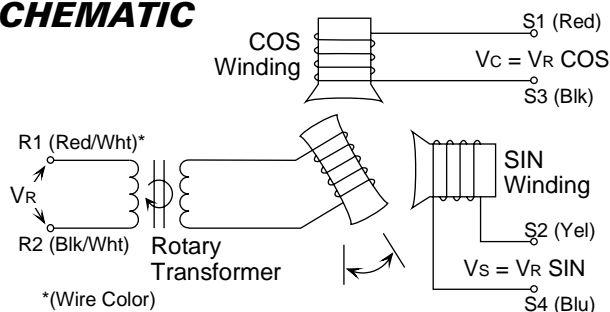 CHEMATIC
COS
Winding
S1 (Red)
VC = VR COS
S3 (Blk)
R1 (Red/Wht)*
VR
R2 (Blk/Wht)
Rotary
Transformer
*(Wire Color)
SIN
Winding
S2 (Yel)
VS = VR SIN
S4 (Blu)